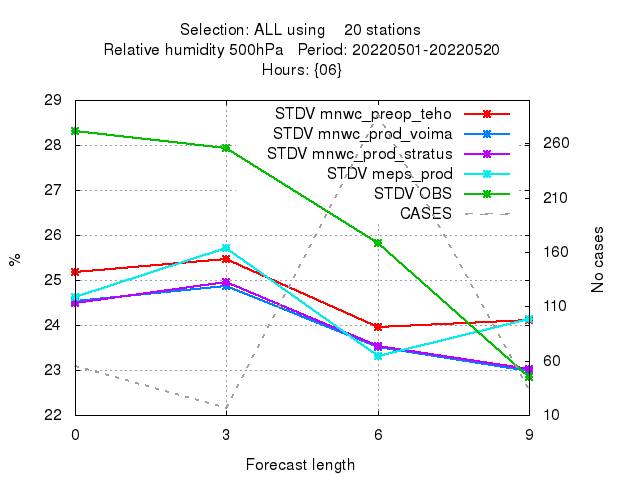 Selection: ALL using 20 stations
Relative humidity 500hPa Period: 20220501-20220520
Hours: {06}
29
28
27
26
25
24
23
22
%
STDV mnwc_preop_teho
STDV mnwc_prod_voima
STDV mnwc_prod_stratus
STDV meps_prod
STDV OBS
CASES
260
210
160
110
60
10
No cases
0 3 6 9
Forecast length